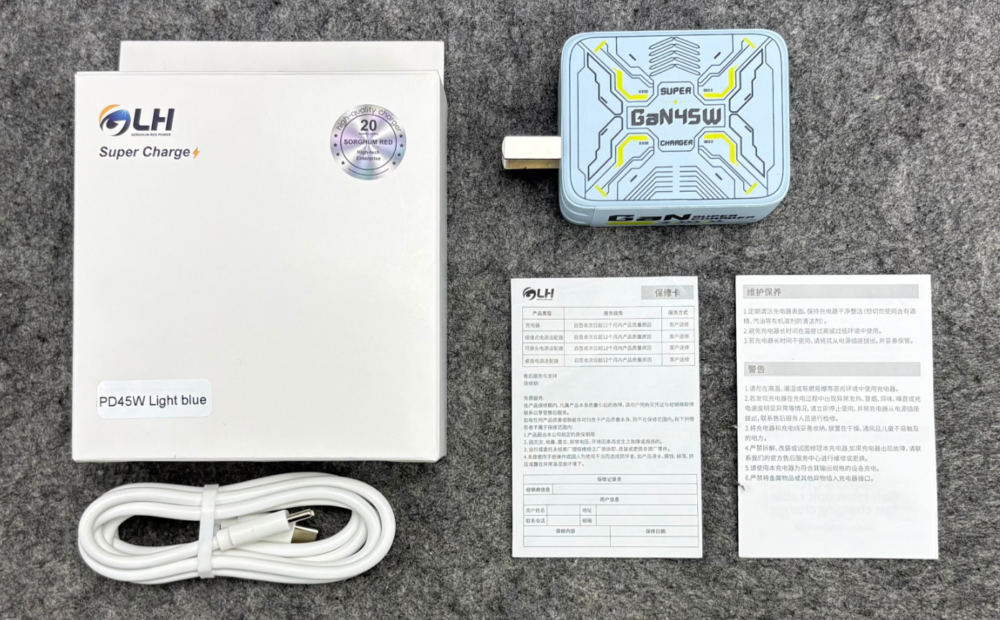 LH
SORGHUM RED POWER
Super Charge
high-quality charger
20
twenty years
SORGHUM RED
High-tech
Enterprise
PD45W Light blue
SUPER
GaN45W
CHARGER
GaN SUPER
CHARGER
LH
保修卡
产品类型 服务政策 服务方式
充电器 自签收次日起12个月内产品质量原因 客户送修
插墙式电源适配器 自签收次日起12个月内产品质量原因 客户送修
可换头电源适配器 自签收次日起12个月内产品质量原因 客户送修
桌面电源适配器 自签收次日起12个月内产品质量原因 客户送修
售后服务与支持
保修期:
免费服务:
在产品保修期内,凡属产品本身质量引起的故障,请用户凭购买凭证与经销商取得
联系以享受售后服务。
如有任何产品损害或瑕疵非可归责于产品质量本身,则不在保修范围内。有下列情
形者不属于保修范围内:
1.产品超出本公司规定的质保期限
2.因天灾、地震、雷击、异常电压,环境因素而发生之故障或毁损的。
3.自行或委托未经原厂授权维修之厂商拆卸、改装或更换非原厂零件。
4.未按使用手册操作或因人为使用不当而造成损坏者,如产品浸水、腐蚀、掉落、挤
压或露在异常温湿度环境下。
保修记录表
经销商信息
用户信息
用户姓名 地址
联系电话 邮箱
保修内容 保修日期
维护保养
1.定期清洁充电器表面,保持充电器干净整洁(但切勿使用含有酒
精、汽油等有机溶剂的清洁剂)。
2.避免充电器长时间在温度过高或过低环境中使用。
3.若充电器长时间不使用,请将其从电源插座拔出,并妥善保管。
警告
1.请勿在高温、潮湿或易燃易爆等恶劣环境中使用充电器。
2.若发现充电器在充电过程中出现异常发热、冒烟、异味、噪音或充
电速度明显异常等情况,请立即停止使用,并将充电器从电源插座
拔出,联系售后服务人员进行检修。
3.将充电器和充电线妥善收纳,放置在干燥、通风且儿童不易触及
的地方。
4.严禁拆解、改装或试图修理本充电器,如果充电器出现故障,请联
系我们的官方售后服务中心进行维修或更换。
5.请使用本充电器为符合其输出规格的设备充电。
6.严禁将金属物品或其他异物插入充电器接口。